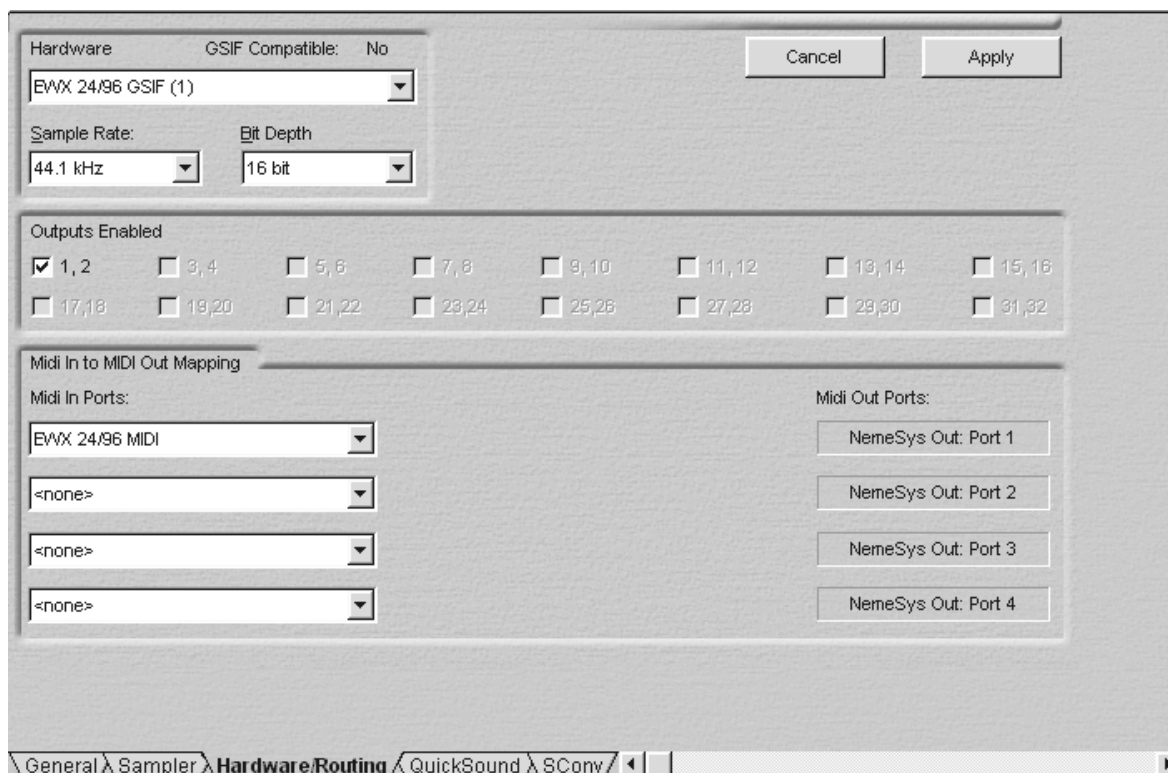 Hardware GSIF Compatible: No
Cancel Apply
EWX 24/96 GSIF (1)
Sample Rate: Bit Depth
44.1 kHz 16 bit
Outputs Enabled
1, 2 3, 4 5, 6 7, 8 9, 10 11, 12 13, 14 15, 16
17,18 19,20 21,22 23,24 25,26 27,28 29,30 31,32
Midi In to MIDI Out Mapping
Midi In Ports: Midi Out Ports:
EWX 24/96 MIDI NemeSys Out: Port 1
<none> NemeSys Out: Port 2
<none> NemeSys Out: Port 3
<none> NemeSys Out: Port 4
General Sampler Hardware/Routing QuickSound SConv